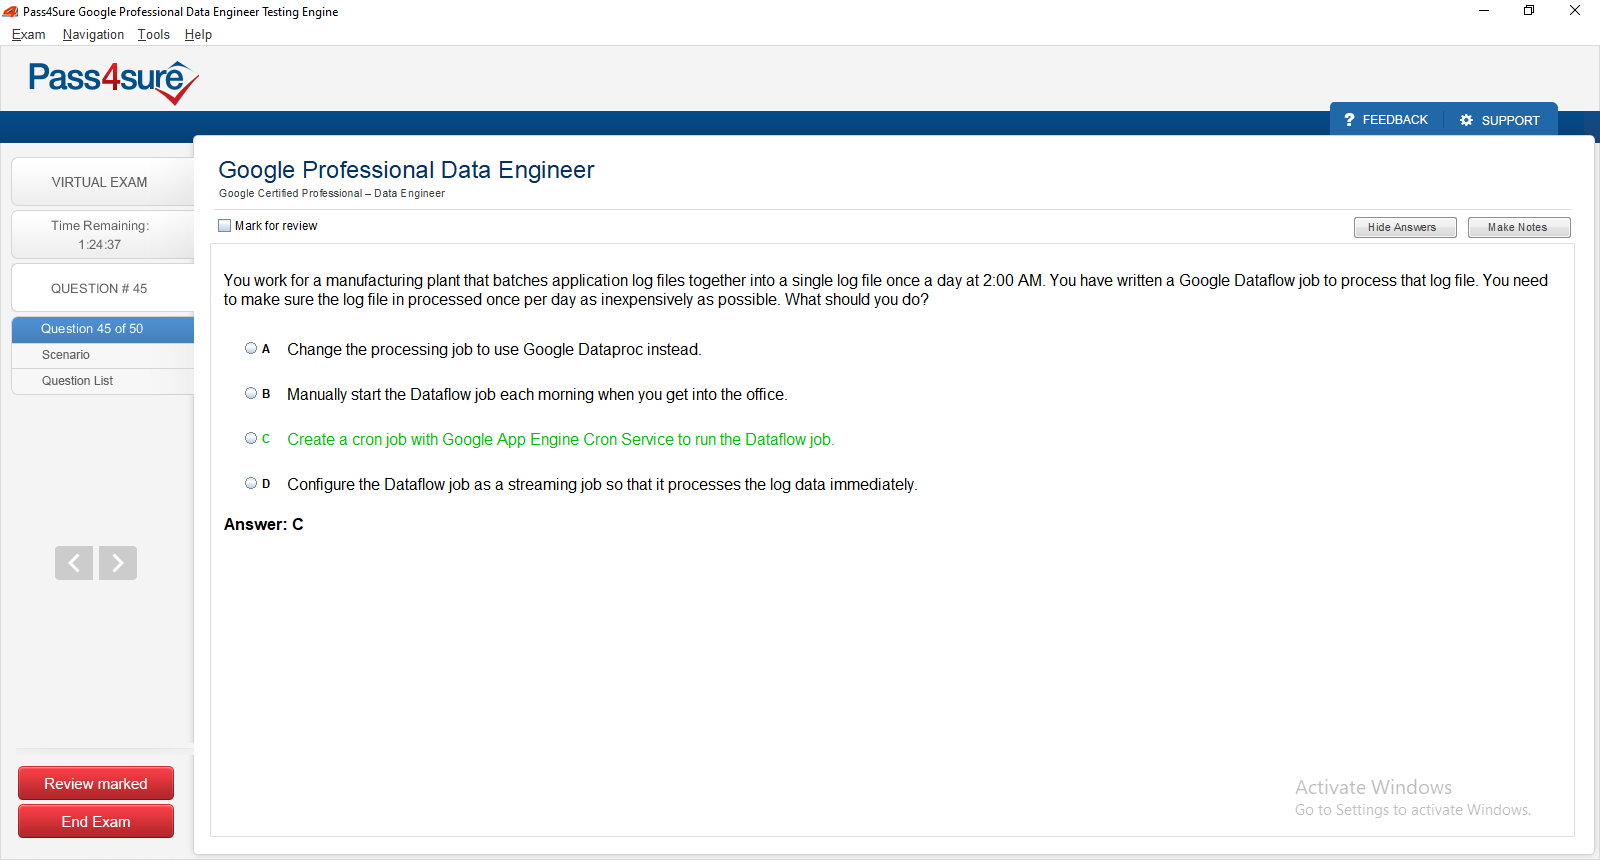 Pass4Sure Google Professional Data Engineer Testing Engine
Exam Navigation Tools Help
Pass4sure
? FEEDBACK SUPPORT
VIRTUAL EXAM
Time Remaining:
1:24:37
QUESTION # 45
Question 45 of 50
Scenario
Question List
Google Professional Data Engineer
Google Certified Professional – Data Engineer
Mark for review
Hide Answers Make Notes
You work for a manufacturing plant that batches application log files together into a single log file once a day at 2:00 AM. You have written a Google Dataflow job to process that log file. You need
to make sure the log file in processed once per day as inexpensively as possible. What should you do?
A Change the processing job to use Google Dataproc instead.
B Manually start the Dataflow job each morning when you get into the office.
C Create a cron job with Google App Engine Cron Service to run the Dataflow job.
D Configure the Dataflow job as a streaming job so that it processes the log data immediately.
Answer: C
Review marked
End Exam
Activate Windows
Go to Settings to activate Windows.